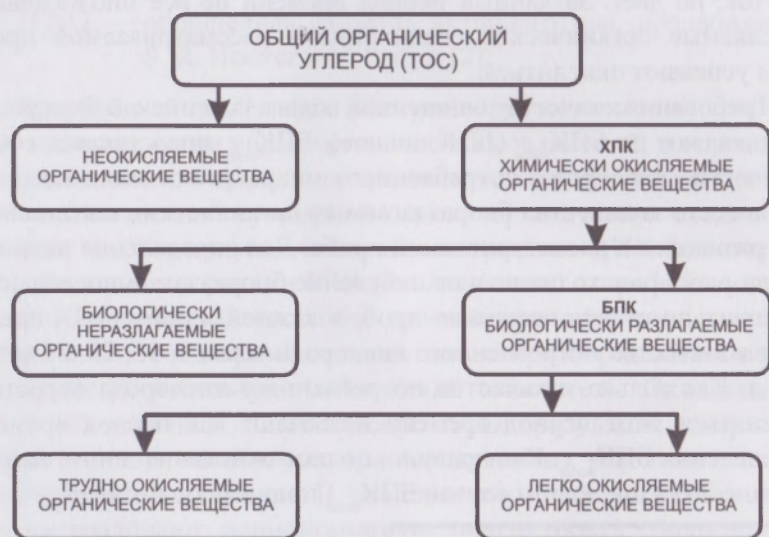 ОБЩИЙ ОРГАНИЧЕСКИЙ
УГЛЕРОД (ТОС)
НЕОКИСЛЯЕМЫЕ
ОРГАНИЧЕСКИЕ ВЕЩЕСТВА
ХПК
ХИМИЧЕСКИ ОКИСЛЯЕМЫЕ
ОРГАНИЧЕСКИЕ ВЕЩЕСТВА
БИОЛОГИЧЕСКИ
НЕРАЗЛАГАЕМЫЕ
ОРГАНИЧЕСКИЕ ВЕЩЕСТВА
БПК
БИОЛОГИЧЕСКИ РАЗЛАГАЕМЫЕ
ОРГАНИЧЕСКИЕ ВЕЩЕСТВА
ТРУДНО ОКИСЛЯЕМЫЕ
ОРГАНИЧЕСКИЕ ВЕЩЕСТВА
ЛЕГКО ОКИСЛЯЕМЫЕ
ОРГАНИЧЕСКИЕ ВЕЩЕСТВА